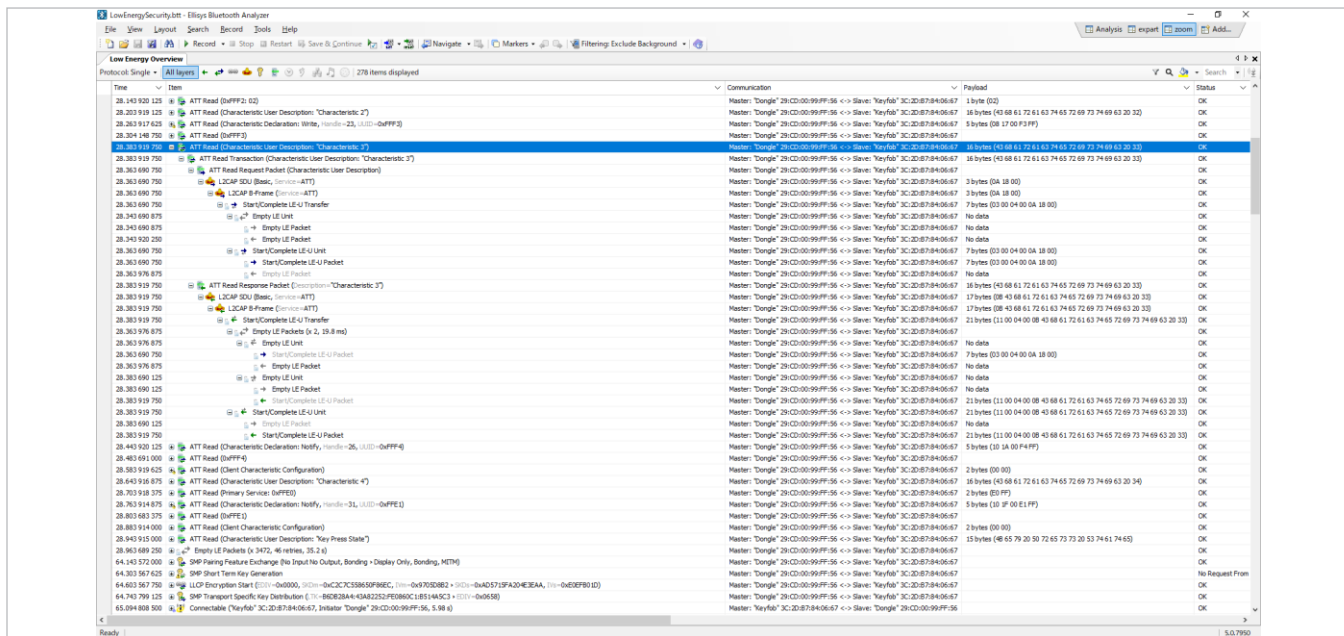 LowEnergySecurity.btt - Ellisys Bluetooth Analyzer
File View Layout Search Record Tools Help
Analysis expart zoom Add...
Record Stop Restart Save & Continue Navigate Markers Filtering: Exclude Background
Low Energy Overview
Protocol: Single All layers 278 items displayed Search
Time Item Communication Payload Status
28.143 920 125 ATT Read (0xFFF2: 02) Master: "Dongle" 29:CD:00:99:FF:56 <-> Slave: "Keyfob" 3C:2D:B7:84:06:67 1 byte (02) OK
28.203 919 125 ATT Read (Characteristic User Description: "Characteristic 2") Master: "Dongle" 29:CD:00:99:FF:56 <-> Slave: "Keyfob" 3C:2D:B7:84:06:67 16 bytes (43 68 61 72 61 63 74 65 72 69 73 74 69 63 20 32) OK
28.263 917 625 ATT Read (Characteristic Declaration: Write, Handle=23, UUID=0xFFF3) Master: "Dongle" 29:CD:00:99:FF:56 <-> Slave: "Keyfob" 3C:2D:B7:84:06:67 5 bytes (08 17 00 F3 FF) OK
28.304 148 750 ATT Read (0xFFF3) Master: "Dongle" 29:CD:00:99:FF:56 <-> Slave: "Keyfob" 3C:2D:B7:84:06:67 OK
28.383 919 750 ATT Read (Characteristic User Description: "Characteristic 3") Master: "Dongle" 29:CD:00:99:FF:56 <-> Slave: "Keyfob" 3C:2D:B7:84:06:67 16 bytes (43 68 61 72 61 63 74 65 72 69 73 74 69 63 20 33) OK
28.383 919 750 ATT Read Transaction (Characteristic User Description: "Characteristic 3") Master: "Dongle" 29:CD:00:99:FF:56 <-> Slave: "Keyfob" 3C:2D:B7:84:06:67 16 bytes (43 68 61 72 61 63 74 65 72 69 73 74 69 63 20 33) OK
28.363 690 750 ATT Read Request Packet (Characteristic User Description) Master: "Dongle" 29:CD:00:99:FF:56 <-> Slave: "Keyfob" 3C:2D:B7:84:06:67 OK
28.363 690 750 L2CAP SDU (Basic, Service=ATT) Master: "Dongle" 29:CD:00:99:FF:56 <-> Slave: "Keyfob" 3C:2D:B7:84:06:67 3 bytes (0A 18 00) OK
28.363 690 750 L2CAP B-Frame (Service=ATT) Master: "Dongle" 29:CD:00:99:FF:56 <-> Slave: "Keyfob" 3C:2D:B7:84:06:67 3 bytes (0A 18 00) OK
28.363 690 750 Start/Complete LE-U Transfer Master: "Dongle" 29:CD:00:99:FF:56 <-> Slave: "Keyfob" 3C:2D:B7:84:06:67 7 bytes (03 00 04 00 0A 18 00) OK
28.343 690 875 Empty LE Unit Master: "Dongle" 29:CD:00:99:FF:56 <-> Slave: "Keyfob" 3C:2D:B7:84:06:67 No data OK
28.343 690 875 Empty LE Packet Master: "Dongle" 29:CD:00:99:FF:56 <-> Slave: "Keyfob" 3C:2D:B7:84:06:67 No data OK
28.343 920 250 Empty LE Packet Master: "Dongle" 29:CD:00:99:FF:56 <-> Slave: "Keyfob" 3C:2D:B7:84:06:67 No data OK
28.363 690 750 Start/Complete LE-U Unit Master: "Dongle" 29:CD:00:99:FF:56 <-> Slave: "Keyfob" 3C:2D:B7:84:06:67 7 bytes (03 00 04 00 0A 18 00) OK
28.363 690 750 Start/Complete LE-U Packet Master: "Dongle" 29:CD:00:99:FF:56 <-> Slave: "Keyfob" 3C:2D:B7:84:06:67 7 bytes (03 00 04 00 0A 18 00) OK
28.363 976 875 Empty LE Packet Master: "Dongle" 29:CD:00:99:FF:56 <-> Slave: "Keyfob" 3C:2D:B7:84:06:67 No data OK
28.383 919 750 ATT Read Response Packet (Description="Characteristic 3") Master: "Dongle" 29:CD:00:99:FF:56 <-> Slave: "Keyfob" 3C:2D:B7:84:06:67 16 bytes (43 68 61 72 61 63 74 65 72 69 73 74 69 63 20 33) OK
28.383 919 750 L2CAP SDU (Basic, Service=ATT) Master: "Dongle" 29:CD:00:99:FF:56 <-> Slave: "Keyfob" 3C:2D:B7:84:06:67 17 bytes (0B 43 68 61 72 61 63 74 65 72 69 73 74 69 63 20 33) OK
28.383 919 750 L2CAP B-Frame (Service=ATT) Master: "Dongle" 29:CD:00:99:FF:56 <-> Slave: "Keyfob" 3C:2D:B7:84:06:67 17 bytes (0B 43 68 61 72 61 63 74 65 72 69 73 74 69 63 20 33) OK
28.383 919 750 Start/Complete LE-U Transfer Master: "Dongle" 29:CD:00:99:FF:56 <-> Slave: "Keyfob" 3C:2D:B7:84:06:67 21 bytes (11 00 04 00 0B 43 68 61 72 61 63 74 65 72 69 73 74 69 63 20 33) OK
28.363 976 875 Empty LE Packets (x 2, 19.8 ms) Master: "Dongle" 29:CD:00:99:FF:56 <-> Slave: "Keyfob" 3C:2D:B7:84:06:67 OK
28.363 976 875 Empty LE Unit Master: "Dongle" 29:CD:00:99:FF:56 <-> Slave: "Keyfob" 3C:2D:B7:84:06:67 No data OK
28.363 690 750 Start/Complete LE-U Packet Master: "Dongle" 29:CD:00:99:FF:56 <-> Slave: "Keyfob" 3C:2D:B7:84:06:67 7 bytes (03 00 04 00 0A 18 00) OK
28.363 976 875 Empty LE Packet Master: "Dongle" 29:CD:00:99:FF:56 <-> Slave: "Keyfob" 3C:2D:B7:84:06:67 No data OK
28.383 690 125 Empty LE Unit Master: "Dongle" 29:CD:00:99:FF:56 <-> Slave: "Keyfob" 3C:2D:B7:84:06:67 No data OK
28.383 690 125 Empty LE Packet Master: "Dongle" 29:CD:00:99:FF:56 <-> Slave: "Keyfob" 3C:2D:B7:84:06:67 No data OK
28.383 919 750 Start/Complete LE-U Packet Master: "Dongle" 29:CD:00:99:FF:56 <-> Slave: "Keyfob" 3C:2D:B7:84:06:67 21 bytes (11 00 04 00 0B 43 68 61 72 61 63 74 65 72 69 73 74 69 63 20 33) OK
28.383 919 750 Start/Complete LE-U Unit Master: "Dongle" 29:CD:00:99:FF:56 <-> Slave: "Keyfob" 3C:2D:B7:84:06:67 21 bytes (11 00 04 00 0B 43 68 61 72 61 63 74 65 72 69 73 74 69 63 20 33) OK
28.383 690 125 Empty LE Packet Master: "Dongle" 29:CD:00:99:FF:56 <-> Slave: "Keyfob" 3C:2D:B7:84:06:67 No data OK
28.383 919 750 Start/Complete LE-U Packet Master: "Dongle" 29:CD:00:99:FF:56 <-> Slave: "Keyfob" 3C:2D:B7:84:06:67 21 bytes (11 00 04 00 0B 43 68 61 72 61 63 74 65 72 69 73 74 69 63 20 33) OK
28.443 920 125 ATT Read (Characteristic Declaration: Notify, Handle=26, UUID=0xFFF4) Master: "Dongle" 29:CD:00:99:FF:56 <-> Slave: "Keyfob" 3C:2D:B7:84:06:67 5 bytes (10 1A 00 F4 FF) OK
28.483 691 000 ATT Read (0xFFF4) Master: "Dongle" 29:CD:00:99:FF:56 <-> Slave: "Keyfob" 3C:2D:B7:84:06:67 OK
28.583 919 625 ATT Read (Client Characteristic Configuration) Master: "Dongle" 29:CD:00:99:FF:56 <-> Slave: "Keyfob" 3C:2D:B7:84:06:67 2 bytes (00 00) OK
28.643 916 875 ATT Read (Characteristic User Description: "Characteristic 4") Master: "Dongle" 29:CD:00:99:FF:56 <-> Slave: "Keyfob" 3C:2D:B7:84:06:67 16 bytes (43 68 61 72 61 63 74 65 72 69 73 74 69 63 20 34) OK
28.703 918 375 ATT Read (Primary Service: 0xFFE0) Master: "Dongle" 29:CD:00:99:FF:56 <-> Slave: "Keyfob" 3C:2D:B7:84:06:67 2 bytes (E0 FF) OK
28.763 914 875 ATT Read (Characteristic Declaration: Notify, Handle=31, UUID=0xFFE1) Master: "Dongle" 29:CD:00:99:FF:56 <-> Slave: "Keyfob" 3C:2D:B7:84:06:67 5 bytes (10 1F 00 E1 FF) OK
28.803 683 375 ATT Read (0xFFE1) Master: "Dongle" 29:CD:00:99:FF:56 <-> Slave: "Keyfob" 3C:2D:B7:84:06:67 OK
28.883 914 000 ATT Read (Client Characteristic Configuration) Master: "Dongle" 29:CD:00:99:FF:56 <-> Slave: "Keyfob" 3C:2D:B7:84:06:67 2 bytes (00 00) OK
28.943 915 000 ATT Read (Characteristic User Description: "Key Press State") Master: "Dongle" 29:CD:00:99:FF:56 <-> Slave: "Keyfob" 3C:2D:B7:84:06:67 15 bytes (4B 65 79 20 50 72 65 73 73 20 53 74 61 74 65) OK
28.963 689 250 Empty LE Packets (x 3472, 46 retries, 35.2 s) Master: "Dongle" 29:CD:00:99:FF:56 <-> Slave: "Keyfob" 3C:2D:B7:84:06:67 OK
64.143 572 000 SMP Pairing Feature Exchange (No Input No Output, Bonding + Display Only, Bonding, MITM) Master: "Dongle" 29:CD:00:99:FF:56 <-> Slave: "Keyfob" 3C:2D:B7:84:06:67 OK
64.303 567 625 SMP Short Term Key Generation Master: "Dongle" 29:CD:00:99:FF:56 <-> Slave: "Keyfob" 3C:2D:B7:84:06:67 No Request From
64.603 567 750 LLCP Encryption Start (EDIV=0x0000, SKDm=0xC2C7C558650F86EC, IVm=0x9705D8B2 + SKDs=0xAD5715FA204E3EAA, IVs=0xE0EFB01D) Master: "Dongle" 29:CD:00:99:FF:56 <-> Slave: "Keyfob" 3C:2D:B7:84:06:67 OK
64.743 799 125 SMP Transport Specific Key Distribution (LTK=B6DB28A4:43A82252:FE0860C1:B514A5C3 + EDIV=0x0658) Master: "Dongle" 29:CD:00:99:FF:56 <-> Slave: "Keyfob" 3C:2D:B7:84:06:67 OK
65.094 808 500 Connectable ("Keyfob" 3C:2D:B7:84:06:67, Initiator "Dongle" 29:CD:00:99:FF:56, 5.98 s) Master: "Keyfob" 3C:2D:B7:84:06:67 <-> Slave: "Dongle" 29:CD:00:99:FF:56 OK
Ready 5.0.7950